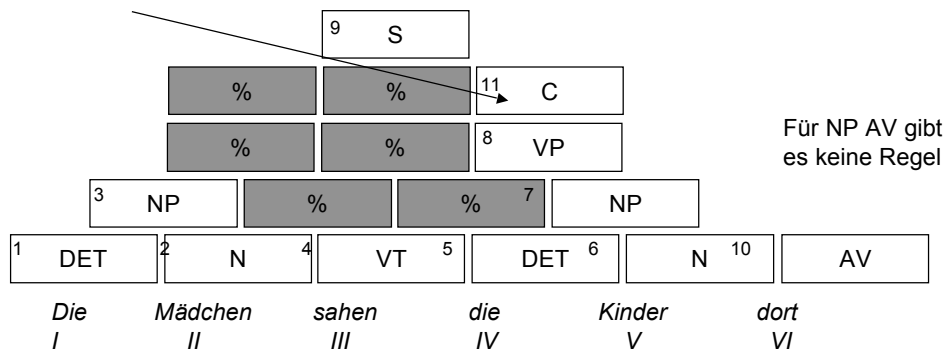 9 S
% % 11 C
% % 8 VP
Für NP AV gibt
es keine Regel
3 NP % % 7 NP
1 DET 2 N 4 VT 5 DET 6 N 10 AV
Die Mädchen sahen die Kinder dort
I II III IV V VI